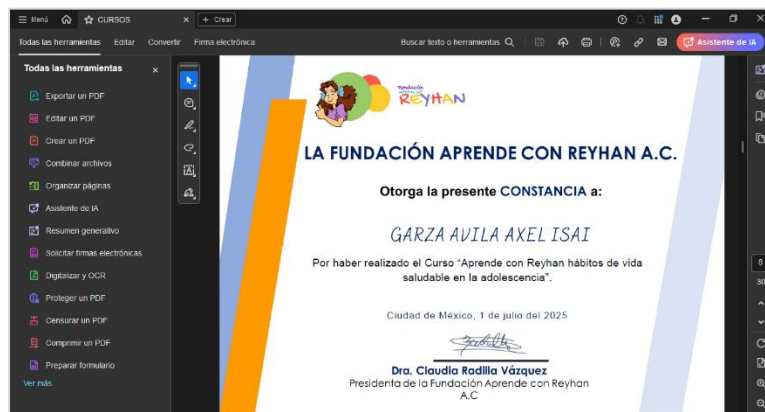 Menú
CURSOS
+ Crear
Todas las herramientas
Editar
Convertir
Firma electrónica
Buscar texto o herramientas
Asistente de IA
Todas las herramientas
Exportar un PDF
Editar un PDF
Crear un PDF
Combinar archivos
Organizar páginas
Asistente de IA
Resumen generativo
Solicitar firmas electrónicas
Digitalizar y OCR
Proteger un PDF
Censurar un PDF
Comprimir un PDF
Preparar formulario
Ver más
Fundación
REYHAN
LA FUNDACIÓN APRENDE CON REYHAN A.C.
Otorga la presente CONSTANCIA a:
GARZA AVILA AXEL ISAI
Por haber realizado el Curso “Aprende con Reyhan hábitos de vida
saludable en la adolescencia”.
Ciudad de México, 1 de julio del 2025
Dra. Claudia Radilla Vázquez
Presidenta de la Fundación Aprende con Reyhan
A.C
8
30